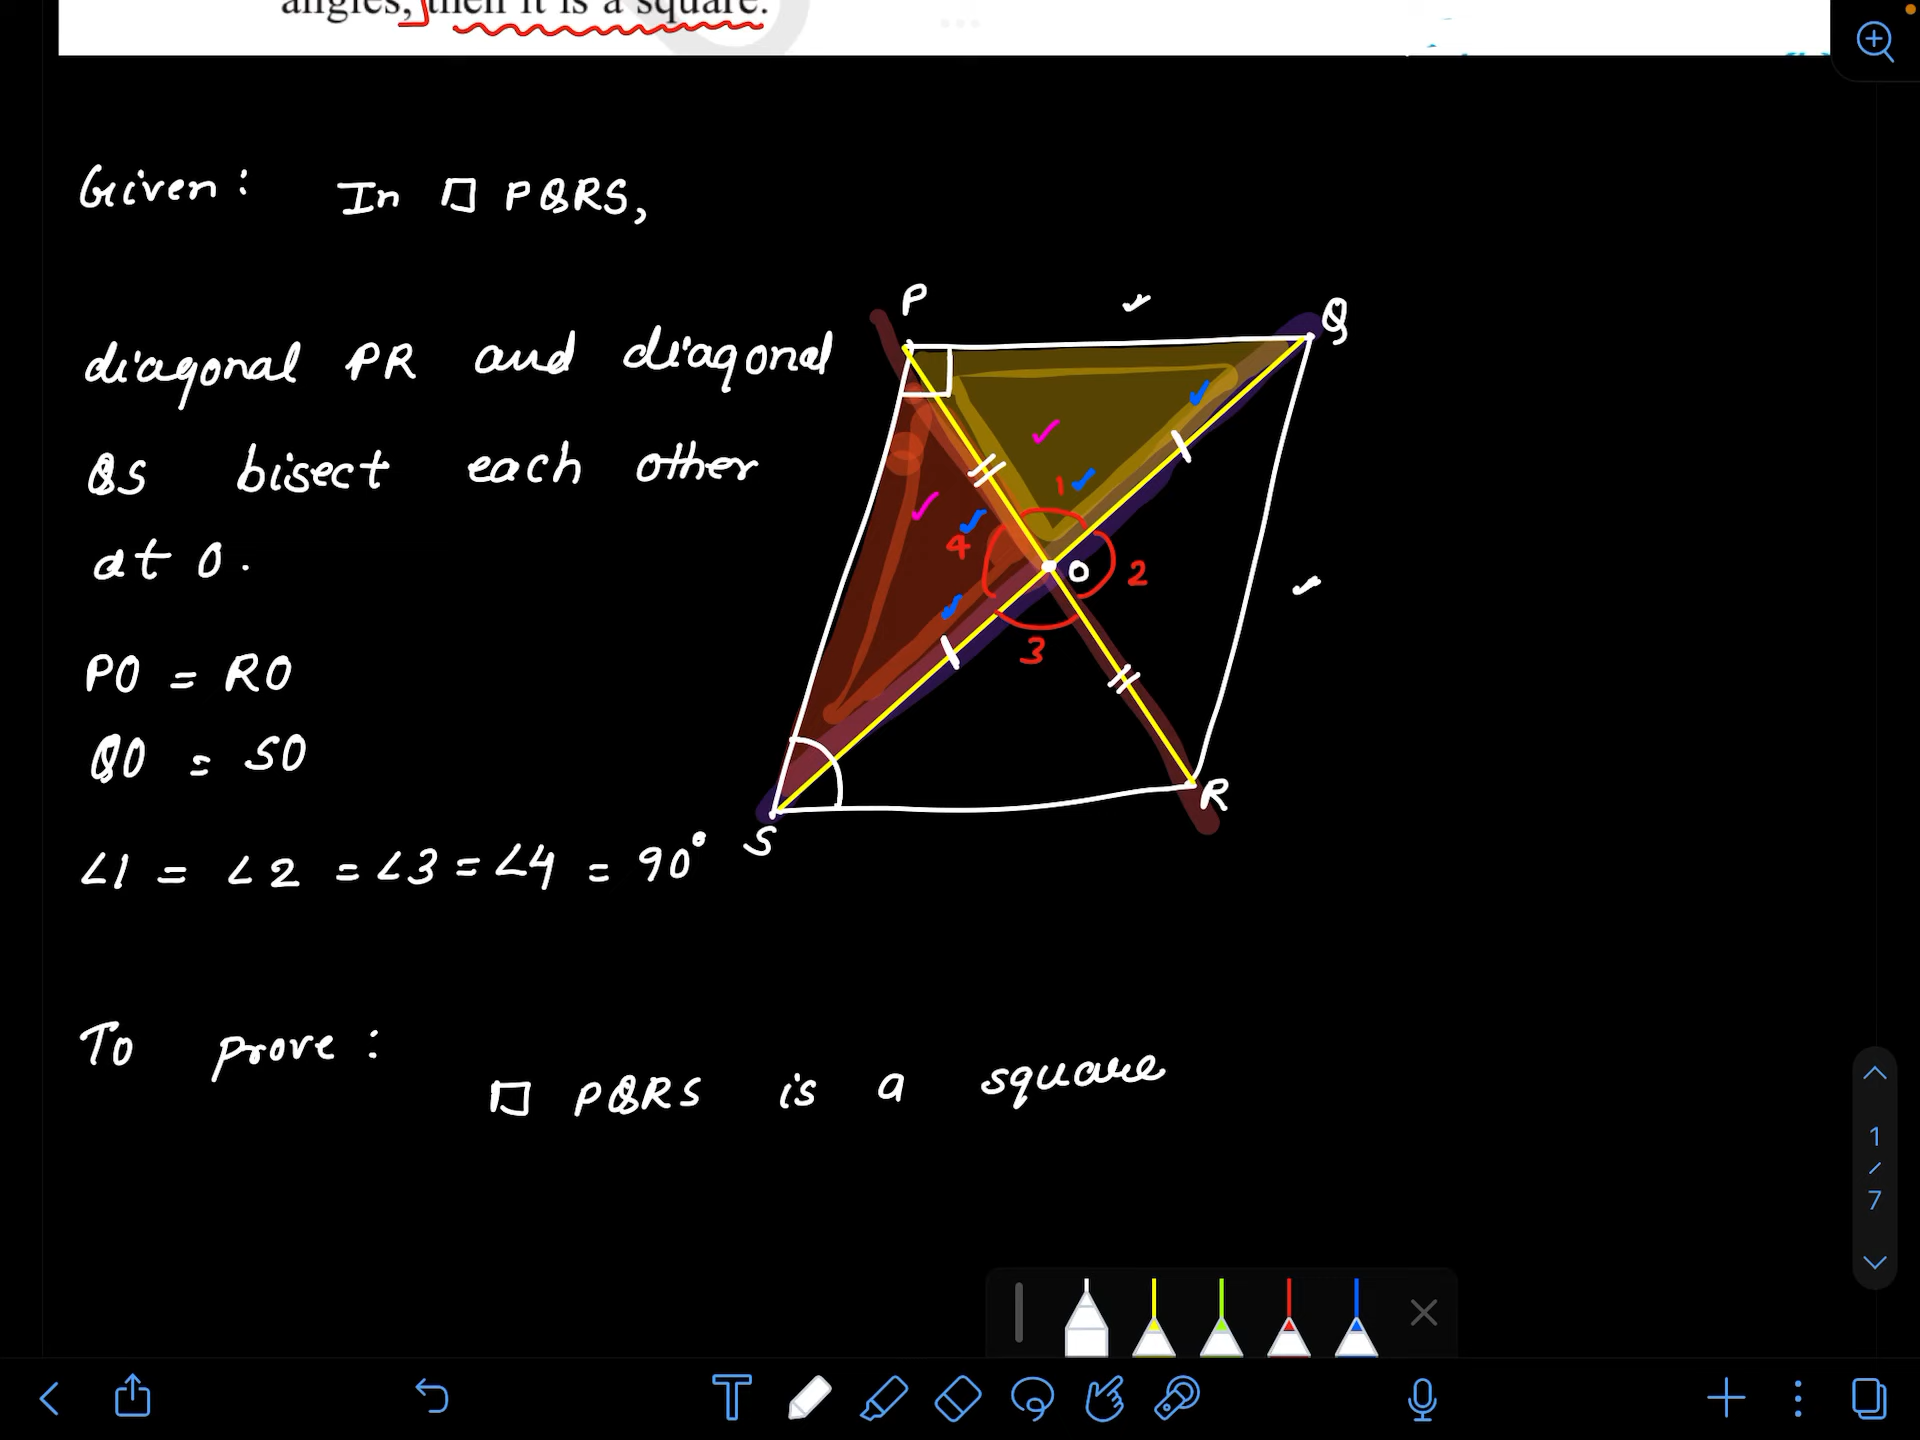 angles, then it is a square.
Given: In □ PQRS,
diagonal PR and diagonal
QS bisect each other
at O.
PO = RO
QO = SO
∠1 = ∠2 = ∠3 = ∠4 = 90°
P
Q
1
4
O
2
3
R
S
To prove:
□ PQRS is a square
1
/
7
T